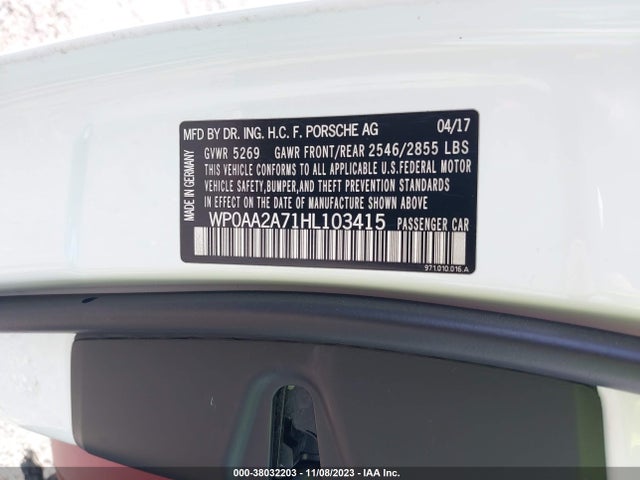 MFD BY DR. ING. H.C. F. PORSCHE AG 04/17
GVWR 5269 GAWR FRONT/REAR 2546/2855 LBS
THIS VEHICLE CONFORMS TO ALL APPLICABLE U.S.FEDERAL MOTOR
VEHICLE SAFETY,BUMPER,AND THEFT PREVENTION STANDARDS
IN EFFECT ON THE DATE OF MANUFACTURE SHOWN ABOVE
WP0AA2A71HL103415 PASSENGER CAR
971.010.016.A
MADE IN GERMANY
000-38032203 - 11/08/2023 - IAA Inc.